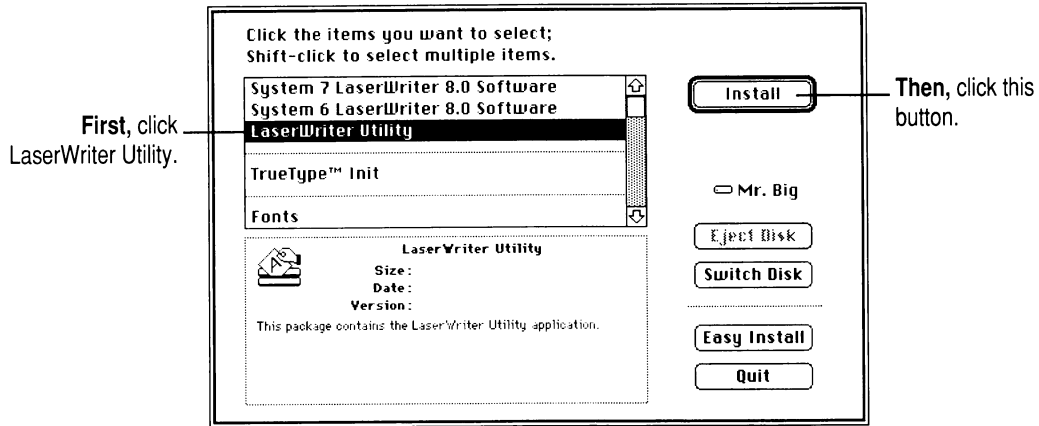 Click the items you want to select;
Shift-click to select multiple items.
System 7 LaserWriter 8.0 Software
System 6 LaserWriter 8.0 Software
LaserWriter Utility
TrueType™ Init
Fonts
First, click
LaserWriter Utility.
Install
Then, click this
button.
Mr. Big
Eject Disk
Switch Disk
Easy Install
Quit
LaserWriter Utility
Size:
Date:
Version:
This package contains the LaserWriter Utility application.